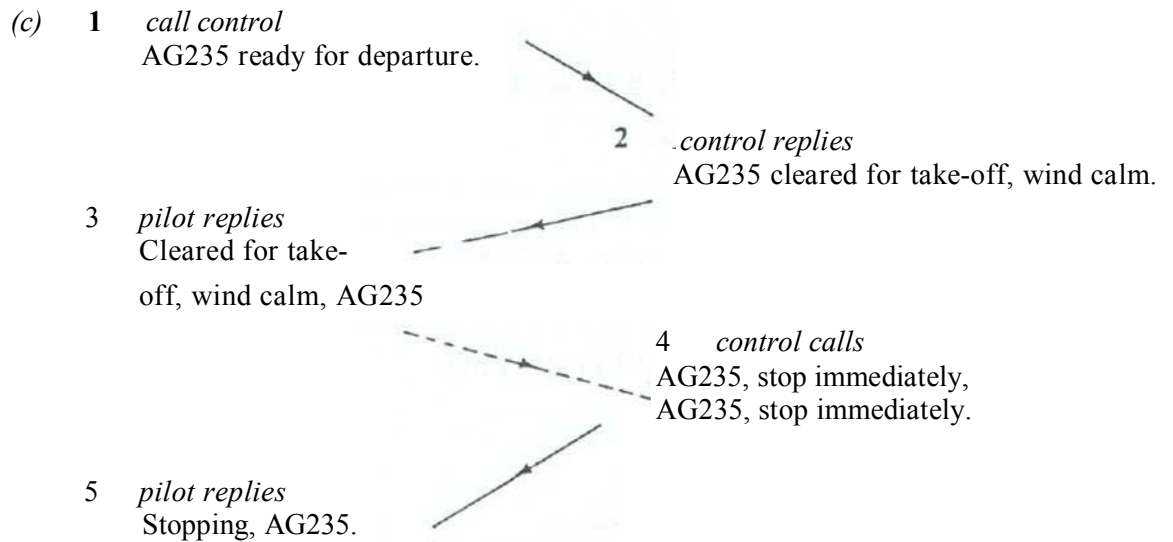 (c) 1 call control
AG235 ready for departure.
2 control replies
AG235 cleared for take-off, wind calm.
3 pilot replies
Cleared for take-
off, wind calm, AG235
4 control calls
AG235, stop immediately,
AG235, stop immediately.
5 pilot replies
Stopping, AG235.